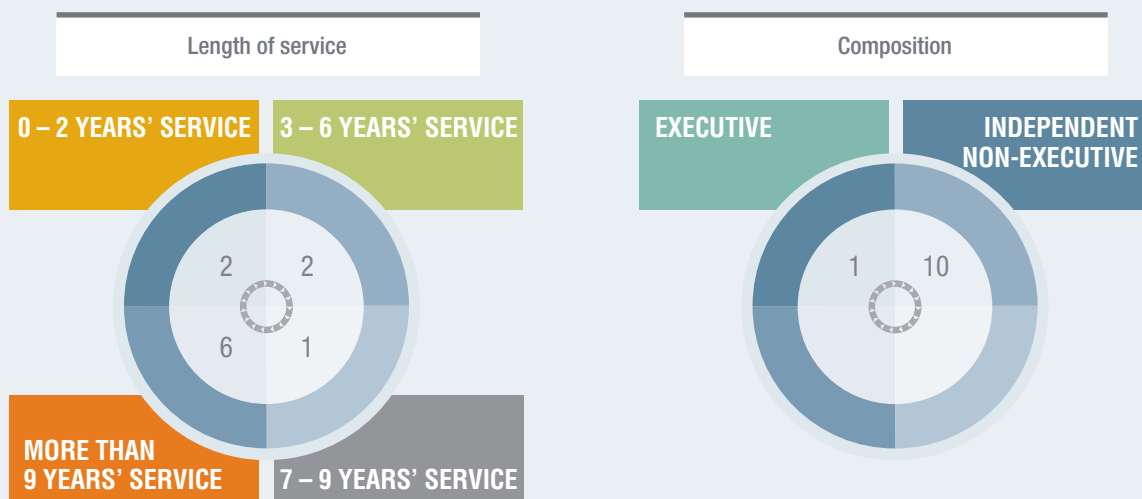 Length of service
0 – 2 YEARS’ SERVICE
3 – 6 YEARS’ SERVICE
2
2
6
1
MORE THAN
9 YEARS’ SERVICE
7 – 9 YEARS’ SERVICE
Composition
EXECUTIVE
INDEPENDENT
NON-EXECUTIVE
1
10